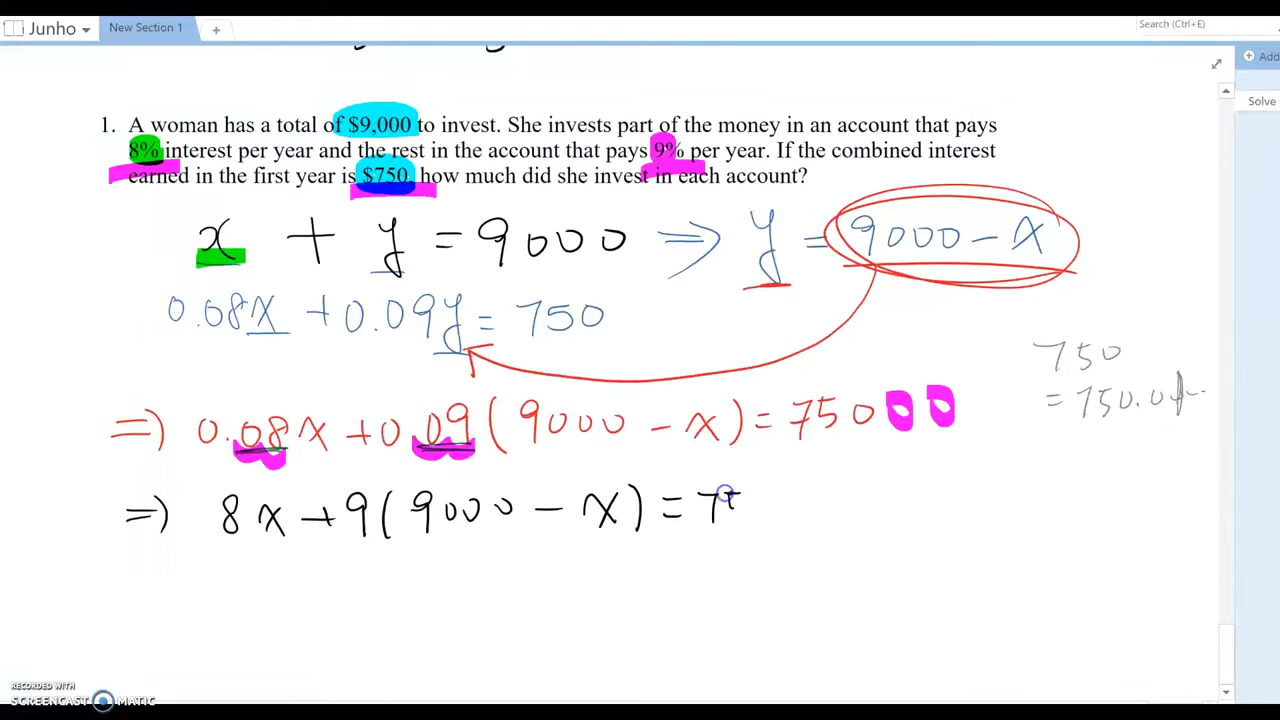 Junho
New Section 1
Search (Ctrl+E)
Add
Solve
1. A woman has a total of $9,000 to invest. She invests part of the money in an account that pays
8% interest per year and the rest in the account that pays 9% per year. If the combined interest
earned in the first year is $750, how much did she invest in each account?
x + y = 9000 ⇒ y = 9000 - x
0.08x + 0.09y = 750
750
= 750.0
⇒) 0.08x + 0.09(9000 - x) = 75000
⇒) 8x + 9(9000 - x) = 7
RECORDED WITH
SCREENCAST MATIC